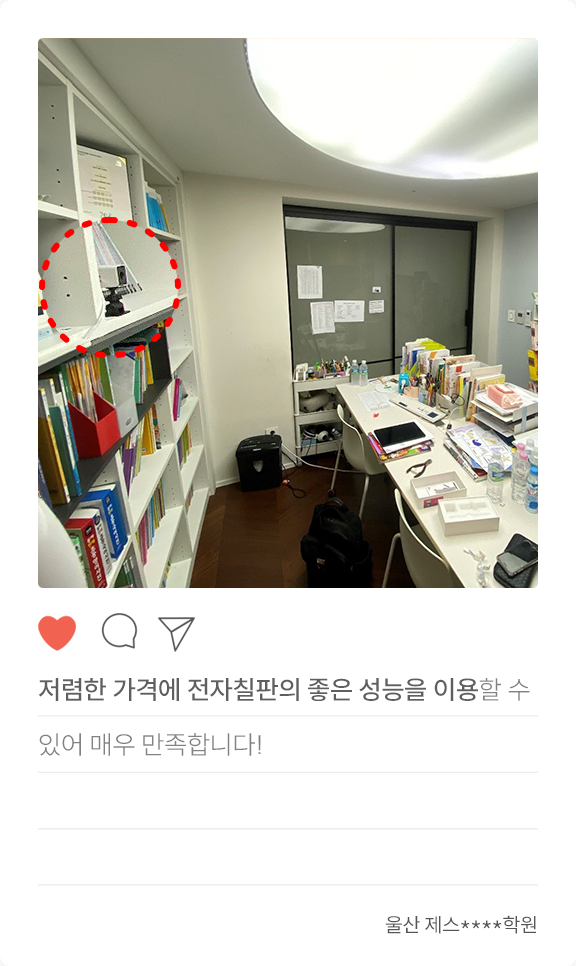 저렴한 가격에 전자칠판의 좋은 성능을 이용할 수
있어 매우 만족합니다!
울산 제스****학원